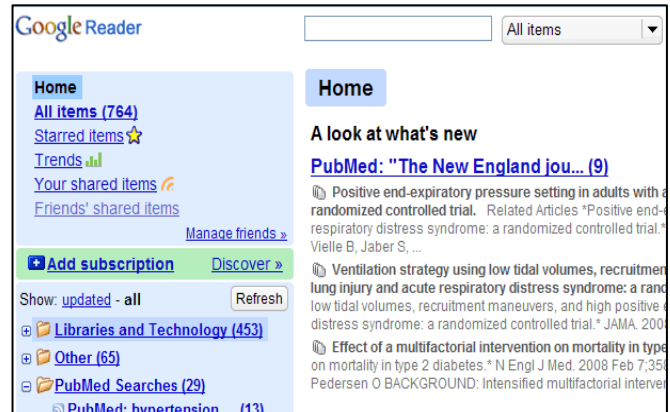 Google Reader
All items
Home
All items (764)
Starred items
Trends
Your shared items
Friends' shared items
Manage friends »
Add subscription Discover »
Show: updated - all Refresh
Libraries and Technology (453)
Other (65)
PubMed Searches (29)
PubMed: hypertension ... (13)
Home
A look at what's new
PubMed: "The New England jou... (9)
Positive end-expiratory pressure setting in adults with a
randomized controlled trial. Related Articles *Positive end-e
respiratory distress syndrome: a randomized controlled trial.*
Vielle B, Jaber S, ...
Ventilation strategy using low tidal volumes, recruitmen
lung injury and acute respiratory distress syndrome: a rand
low tidal volumes, recruitment maneuvers, and high positive e
distress syndrome: a randomized controlled trial.* JAMA. 200
Effect of a multifactorial intervention on mortality in type
on mortality in type 2 diabetes.* N Engl J Med. 2008 Feb 7;358
Pedersen O BACKGROUND: Intensified multifactorial interven